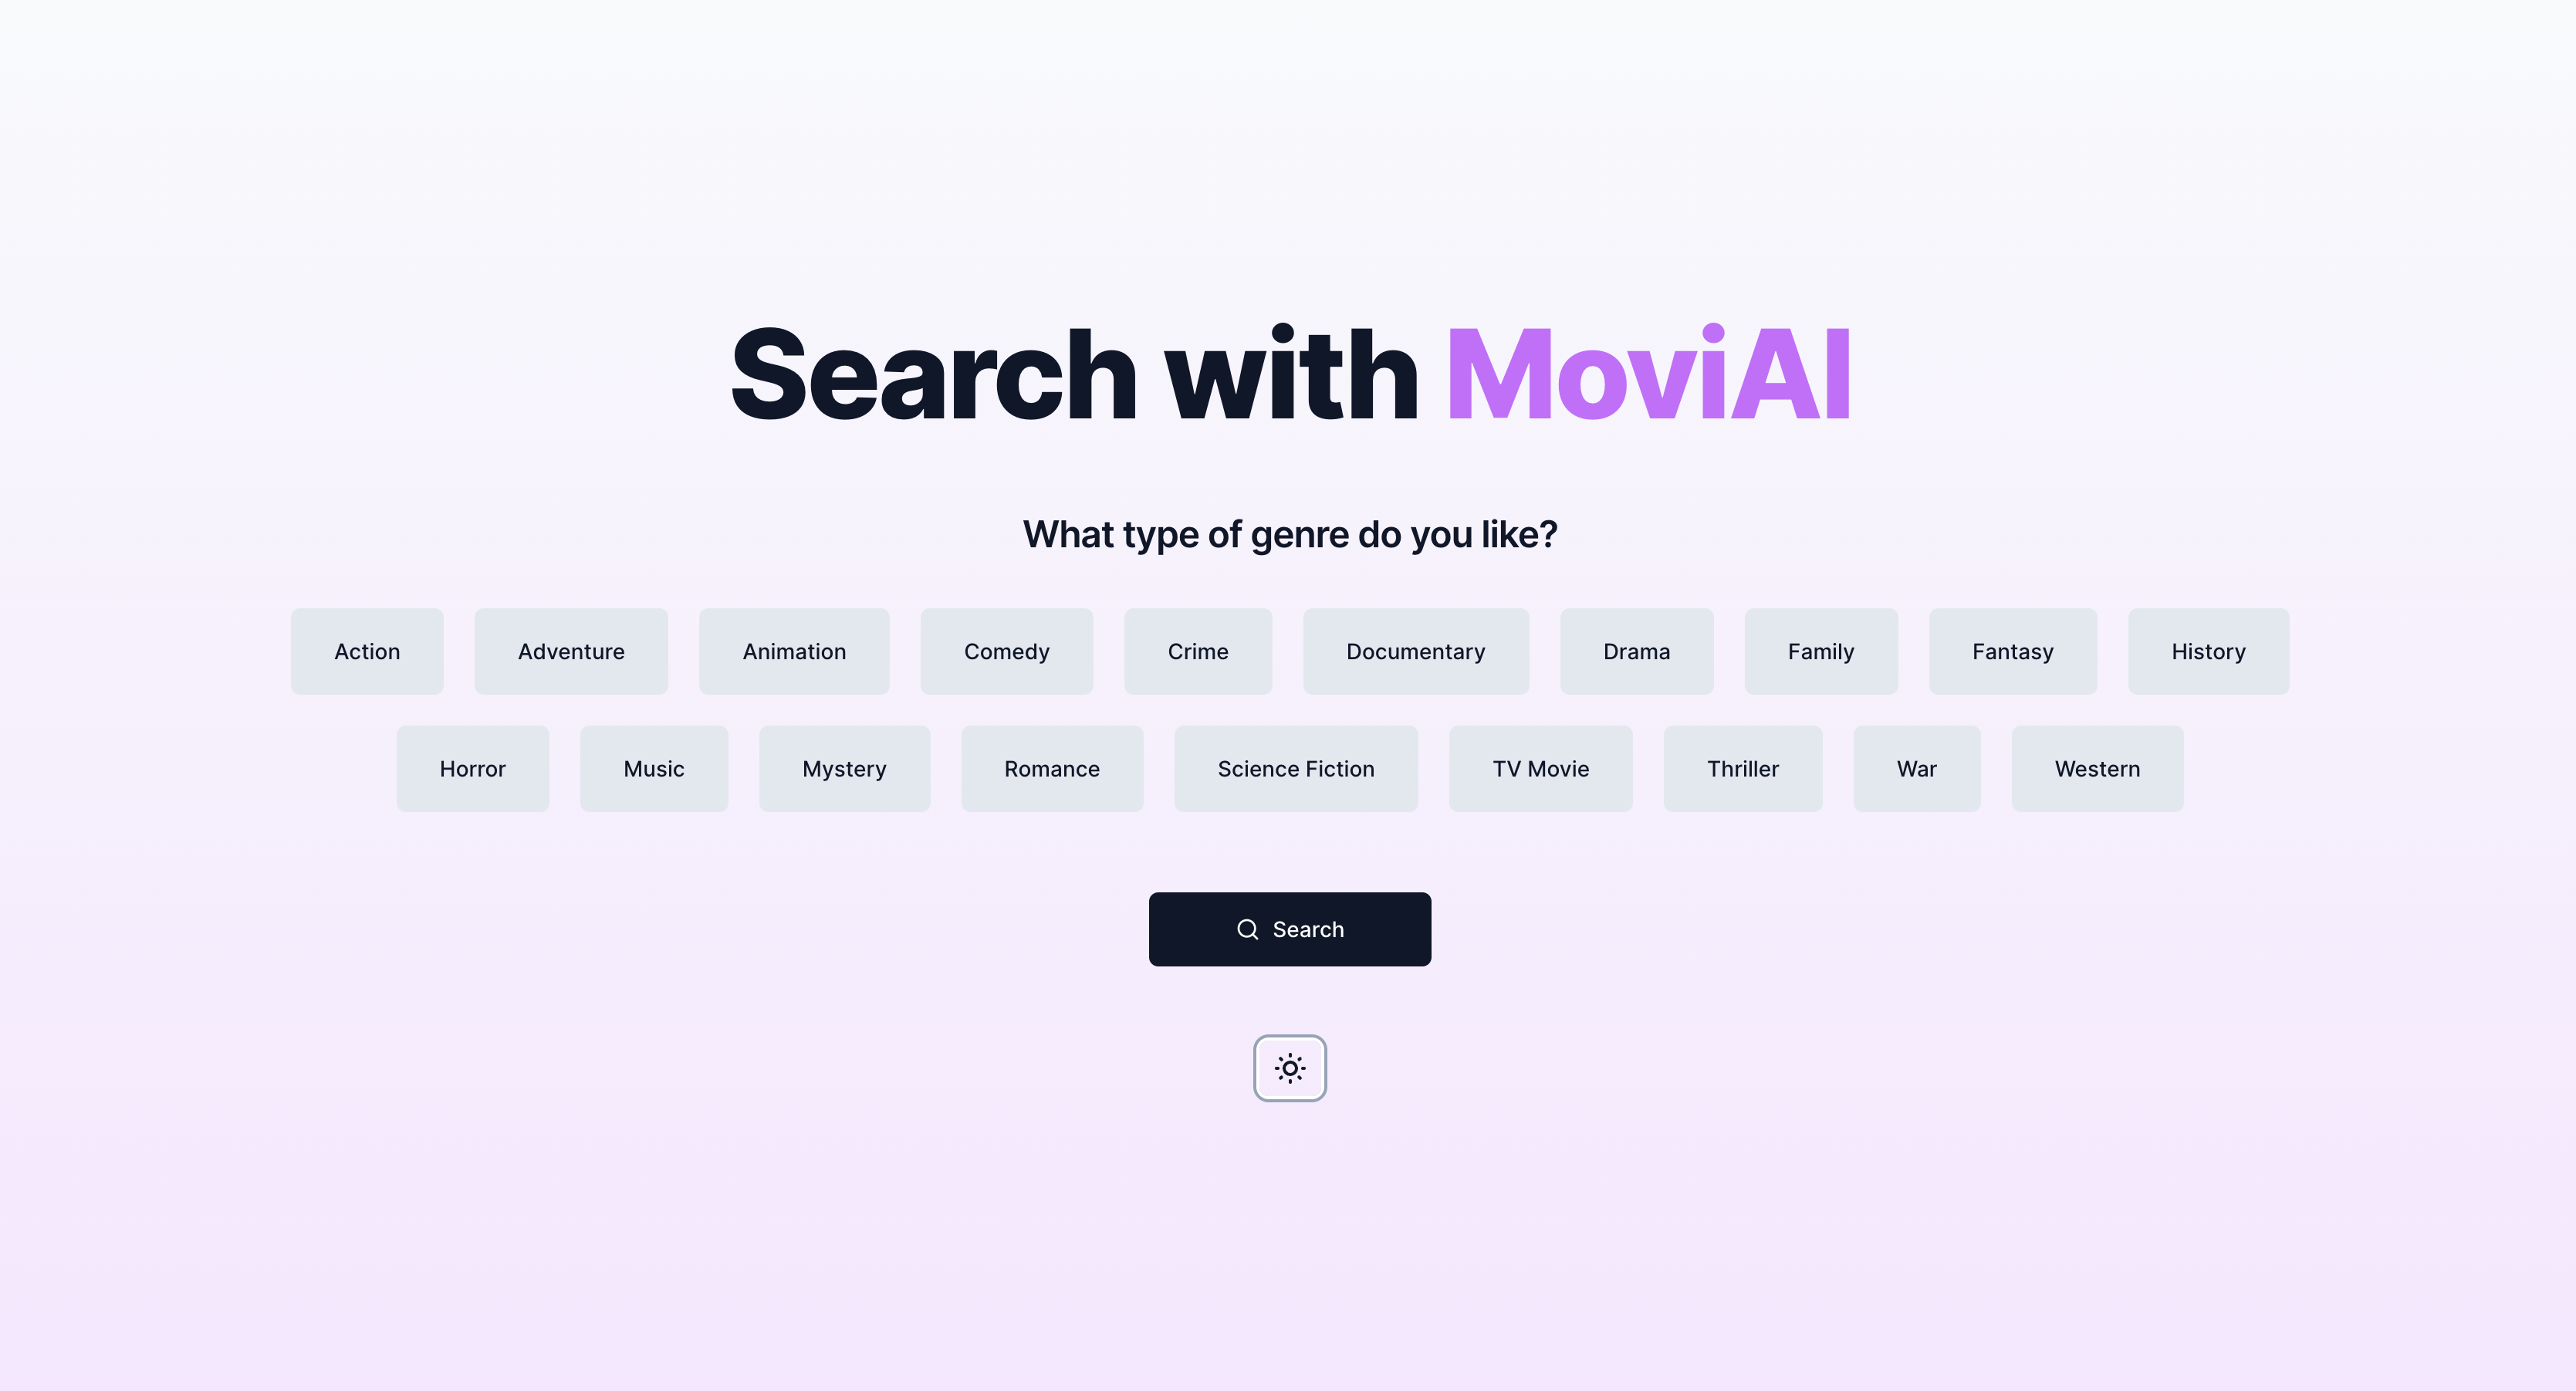 Search with MoviAI
What type of genre do you like?
Action Adventure Animation Comedy Crime Documentary Drama Family Fantasy History
Horror Music Mystery Romance Science Fiction TV Movie Thriller War Western
Search